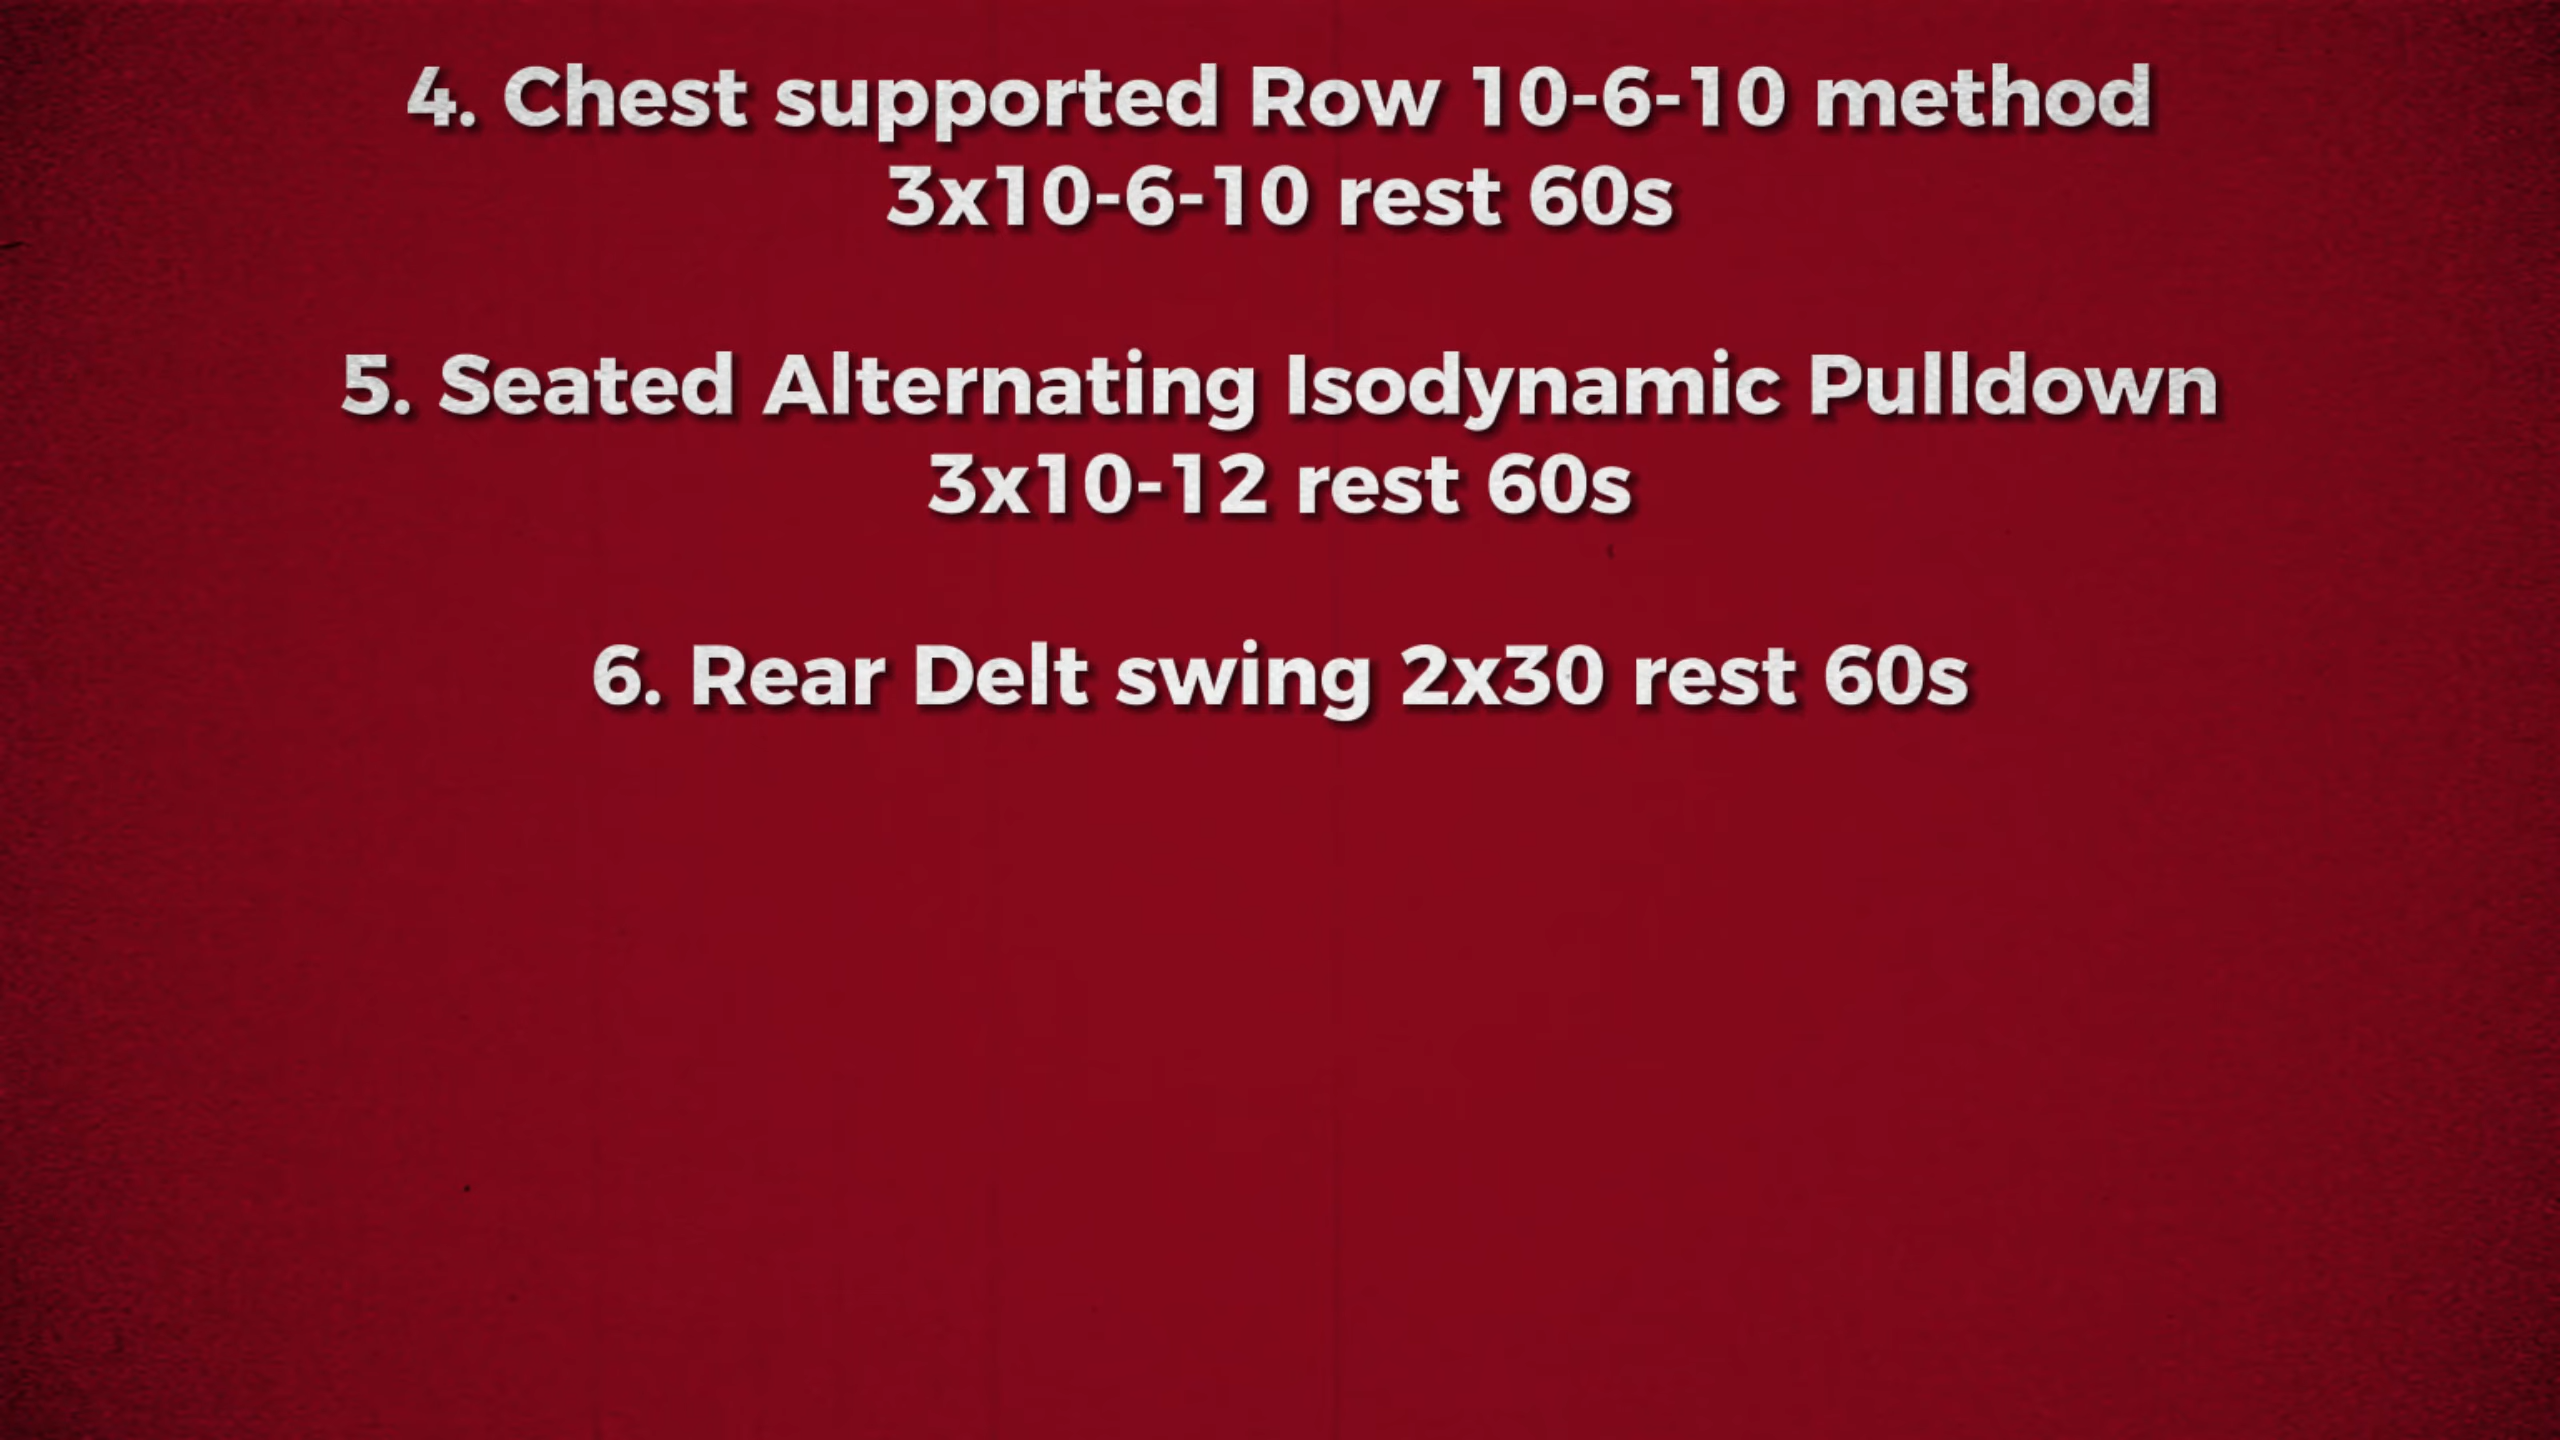 4. Chest supported Row 10-6-10 method
3x10-6-10 rest 60s
5. Seated Alternating Isodynamic Pulldown
3x10-12 rest 60s
6. Rear Delt swing 2x30 rest 60s